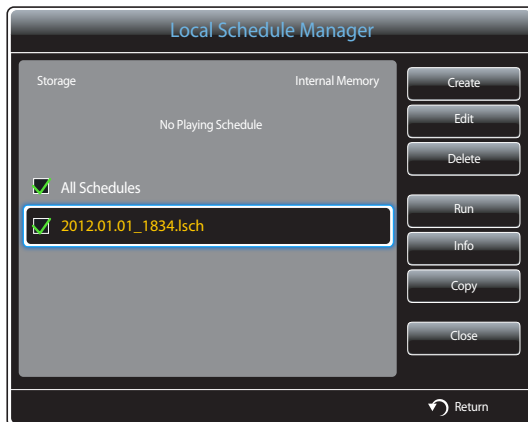 Local Schedule Manager
Storage
Internal Memory
No Playing Schedule
All Schedules
2012.01.01_1834.lsch
Create
Edit
Delete
Run
Info
Copy
Close
Return